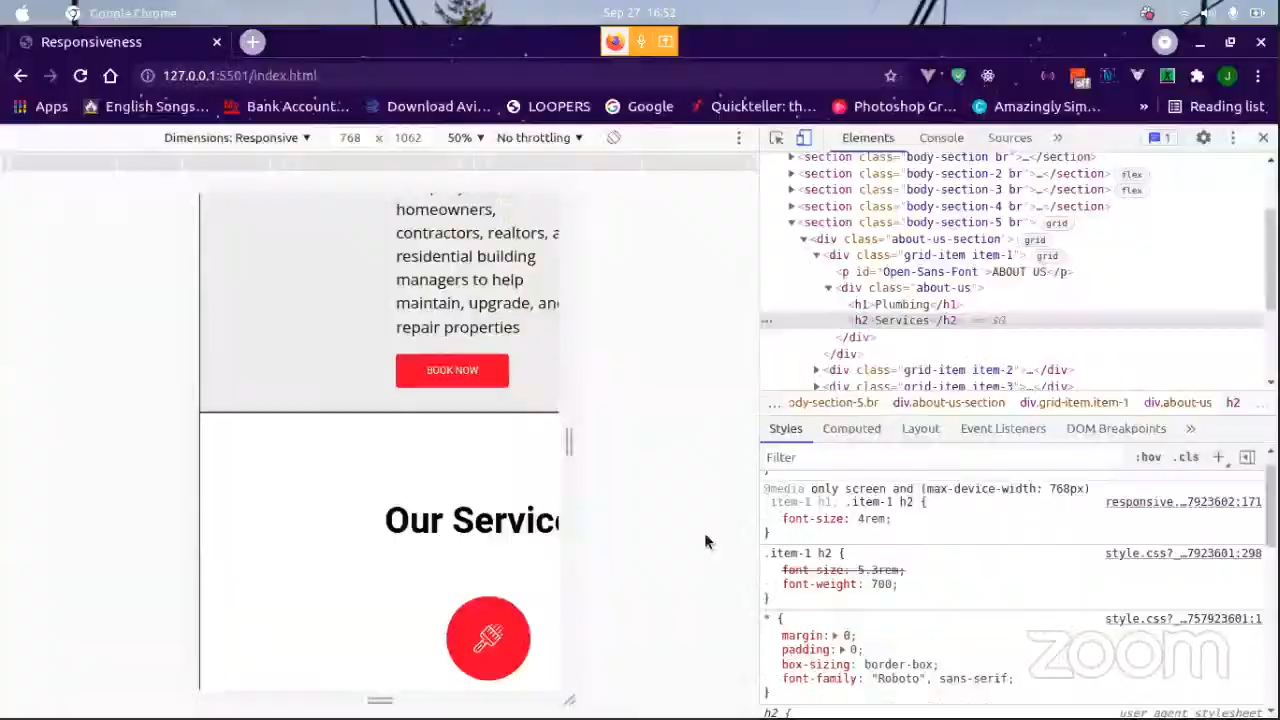 Google Chrome
Sep 27 16:52
Responsiveness
127.0.0.1:5501/index.html
off
J
Apps
English Songs...
Bank Account:...
Download Avi...
LOOPERS
Google
Quickteller: th...
Photoshop Gr...
Amazingly Sim...
»
Reading list
Dimensions: Responsive
768 x 1062
50%
No throttling
Elements
Console
Sources
»
1
<section class="body-section br">…</section>
<section class="body-section-2 br">…</section> flex
<section class="body-section-3 br">…</section> flex
<section class="body-section-4 br">…</section>
<section class="body-section-5 br"> grid
<div class="about-us-section"> grid
<div class="grid-item item-1"> grid
<p id="Open-Sans-Font">ABOUT US</p>
<div class="about-us">
<h1>Plumbing</h1>
<h2>Services</h2> == $0
</div>
</div>
<div class="grid-item item-2">…</div>
<div class="grid-item item-3">…</div>
... ody-section-5.br div.about-us-section div.grid-item.item-1 div.about-us h2 ...
Styles
Computed
Layout
Event Listeners
DOM Breakpoints
»
Filter
:hov .cls +
}
@media only screen and (max-device-width: 768px)
item-1 h1, .item-1 h2 {
responsive.…7923602:171
font-size: 4rem;
}
.item-1 h2 {
style.css?_…7923601:298
font-size: 5.3rem;
font-weight: 700;
}
* {
style.css?_…757923601:1
margin: 0;
padding: 0;
box-sizing: border-box;
font-family: "Roboto", sans-serif;
}
h2 {
user agent stylesheet
homeowners,
contractors, realtors, a
residential building
managers to help
maintain, upgrade, an
repair properties
BOOK NOW
Our Servic
zoom